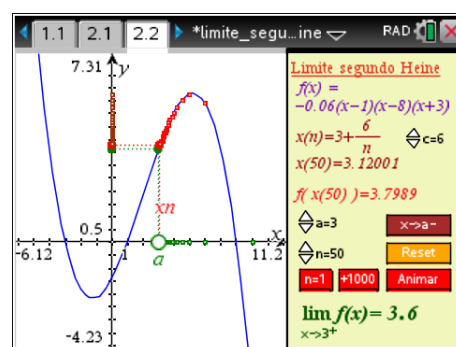 1.1 2.1 2.2 *limite_segu...ine RAD
7.31 y
0.5 x
-6.12 11.2
-4.23
xn
a
Limite segundo Heine
f(x) =
-0.06(x-1)(x-8)(x+3)
x(n)=3+6/n c=6
x(50)=3.12001
f( x(50) )=3.7989
a=3 x->a-
n=50 Reset
n=1 +1000 Animar
lim f(x)= 3.6
x->3+